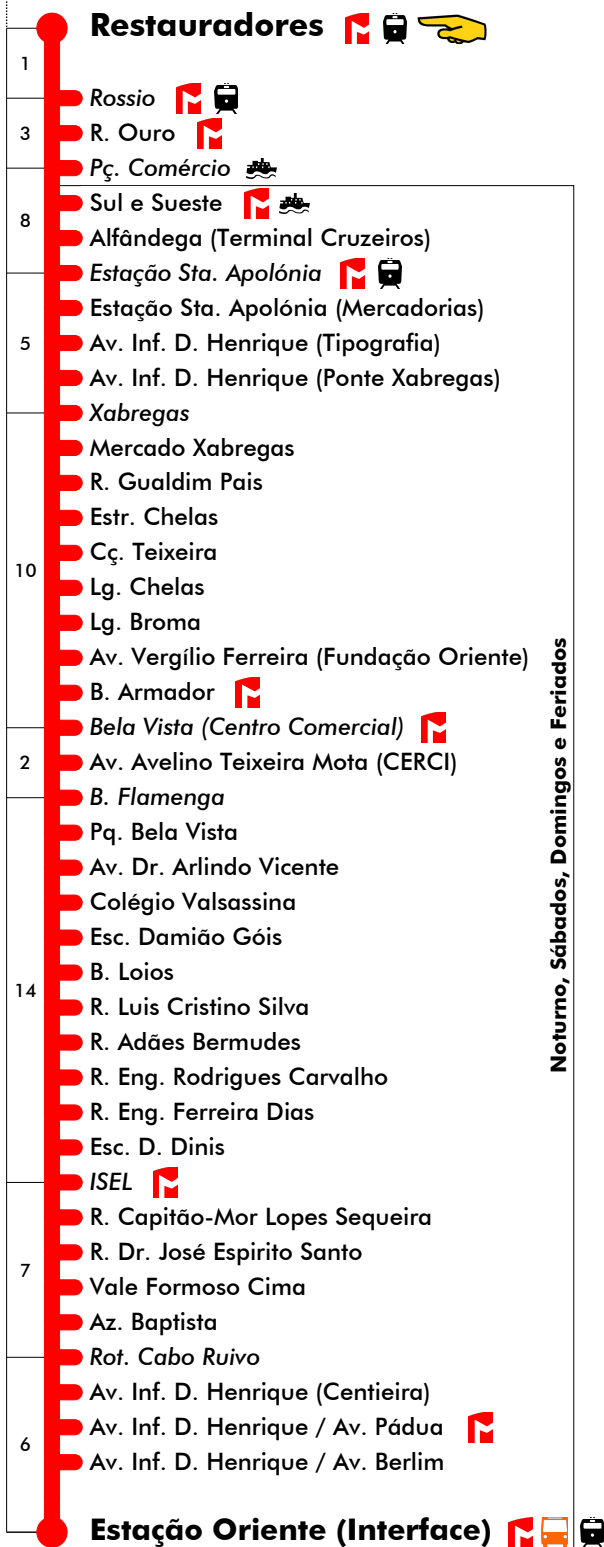 Restauradores
1
Rossio
3
R. Ouro
Pç. Comércio
Sul e Sueste
8
Alfândega (Terminal Cruzeiros)
Estação Sta. Apolónia
Estação Sta. Apolónia (Mercadorias)
5
Av. Inf. D. Henrique (Tipografia)
Av. Inf. D. Henrique (Ponte Xabregas)
Xabregas
Mercado Xabregas
R. Gualdim Pais
Estr. Chelas
Cç. Teixeira
10
Lg. Chelas
Lg. Broma
Av. Vergílio Ferreira (Fundação Oriente)
B. Armador
Bela Vista (Centro Comercial)
2
Av. Avelino Teixeira Mota (CERCI)
B. Flamenga
Pq. Bela Vista
Av. Dr. Arlindo Vicente
Colégio Valsassina
Esc. Damião Góis
B. Loios
14
R. Luis Cristino Silva
R. Adães Bermudes
R. Eng. Rodrigues Carvalho
R. Eng. Ferreira Dias
Esc. D. Dinis
ISEL
R. Capitão-Mor Lopes Sequeira
R. Dr. José Espirito Santo
7
Vale Formoso Cima
Az. Baptista
Rot. Cabo Ruivo
Av. Inf. D. Henrique (Centieira)
Av. Inf. D. Henrique / Av. Pádua
6
Av. Inf. D. Henrique / Av. Berlim
Estação Oriente (Interface)
Noturno, Sábados, Domingos e Feriados